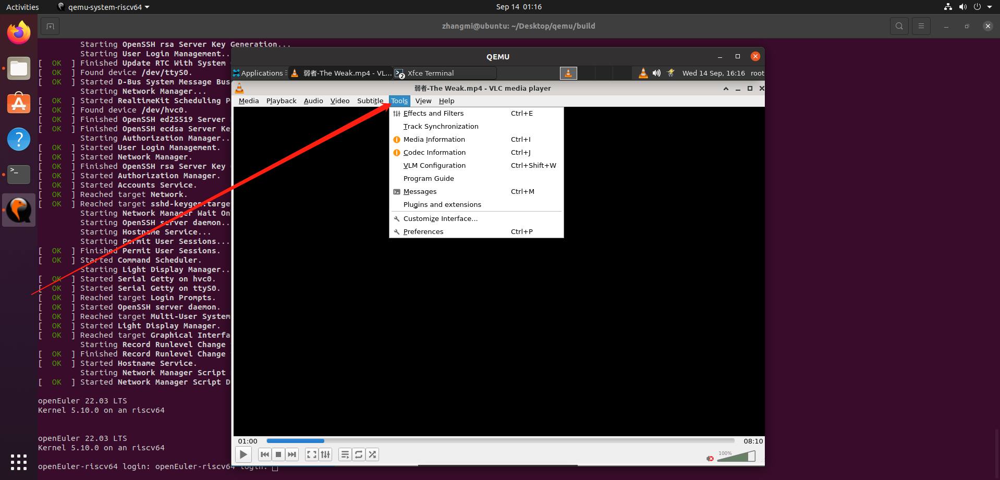 Activities
qemu-system-riscv64
Sep 14 01:16
zhangmi@ubuntu: ~/Desktop/qemu/build
Starting OpenSSH rsa Server Key Generation...
Starting User Login Management..
[ OK ] Finished Update RTC With System
[ OK ] Found device /dev/ttyS0.
[ OK ] Started D-Bus System Message Bus
Starting Network Manager...
[ OK ] Started RealtimeKit Scheduling
[ OK ] Found device /dev/hvc0.
[ OK ] Finished OpenSSH ed25519 Server
[ OK ] Finished OpenSSH ecdsa Server Ke
Starting Authorization Manager..
[ OK ] Started User Login Management.
[ OK ] Started Network Manager.
[ OK ] Finished OpenSSH rsa Server Key
[ OK ] Started Authorization Manager.
[ OK ] Started Accounts Service.
[ OK ] Reached target Network.
[ OK ] Reached target sshd-keygen.targe
Starting Network Manager Wait On
Starting OpenSSH server daemon..
Starting Hostname Service...
Starting Permit User Sessions...
[ OK ] Finished Permit User Sessions.
[ OK ] Started Command Scheduler.
Starting Light Display Manager..
[ OK ] Started Serial Getty on hvc0.
[ OK ] Started Serial Getty on ttyS0.
[ OK ] Reached target Login Prompts.
[ OK ] Started OpenSSH server daemon.
[ OK ] Reached target Multi-User System
[ OK ] Started Light Display Manager.
[ OK ] Reached target Graphical Interfa
Starting Record Runlevel Change
[ OK ] Finished Record Runlevel Change
[ OK ] Started Hostname Service.
Starting Network Manager Script
[ OK ] Started Network Manager Script D
openEuler 22.03 LTS
Kernel 5.10.0 on an riscv64
openEuler 22.03 LTS
Kernel 5.10.0 on an riscv64
openEuler-riscv64 login: openEuler-riscv64 login:
QEMU
Applications
弱者-The Weak.mp4 - VL...
2
Xfce Terminal
Wed 14 Sep, 16:16
root
弱者-The Weak.mp4 - VLC media player
Media Playback Audio Video Subtitle Tools View Help
Effects and Filters Ctrl+E
Track Synchronization
Media Information Ctrl+I
Codec Information Ctrl+J
VLM Configuration Ctrl+Shift+W
Program Guide
Messages Ctrl+M
Plugins and extensions
Customize Interface...
Preferences Ctrl+P
01:00
08:10
100%